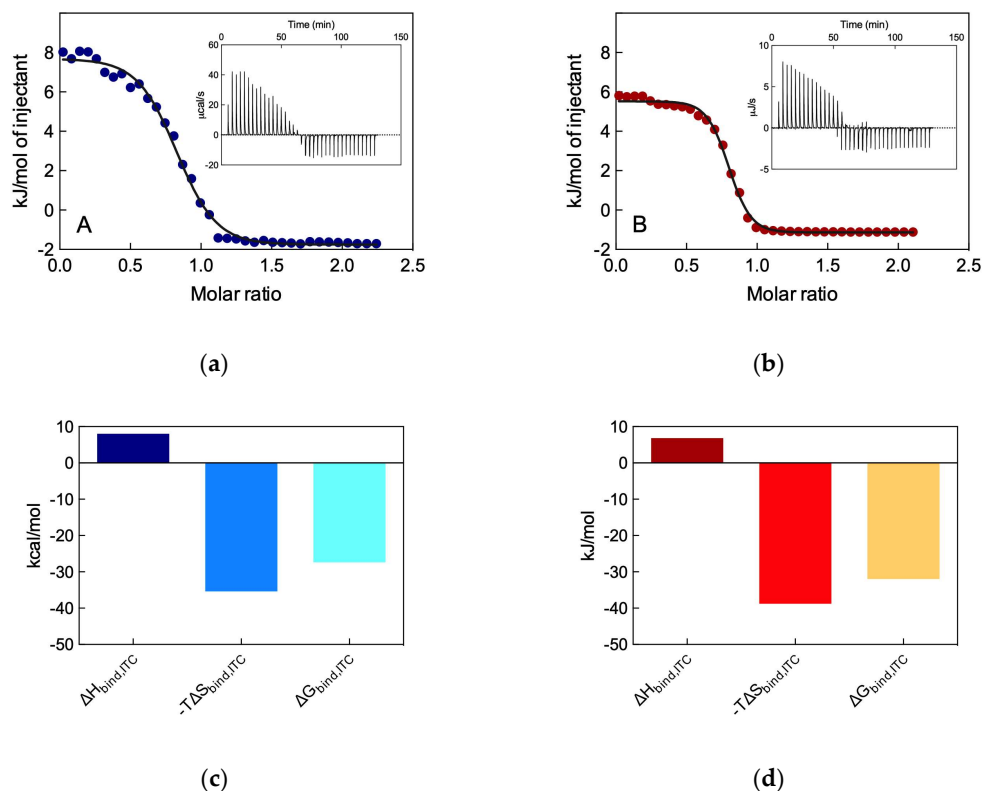 Time (min)
0 50 100 150
60
40
20
0
-20
μcal/s
8
6
4
2
0
-2
kJ/mol of injectant
A
0.0 0.5 1.0 1.5 2.0 2.5
Molar ratio
(a)
Time (min)
0 50 100 150
10
5
0
-5
μJ/s
8
6
4
2
0
-2
kJ/mol of injectant
B
0.0 0.5 1.0 1.5 2.0 2.5
Molar ratio
(b)
10
0
-10
-20
-30
-40
-50
kcal/mol
ΔHbind,ITC
-TΔSbind,ITC
ΔGbind,ITC
(c)
10
0
-10
-20
-30
-40
-50
kJ/mol
ΔHbind,ITC
-TΔSbind,ITC
ΔGbind,ITC
(d)